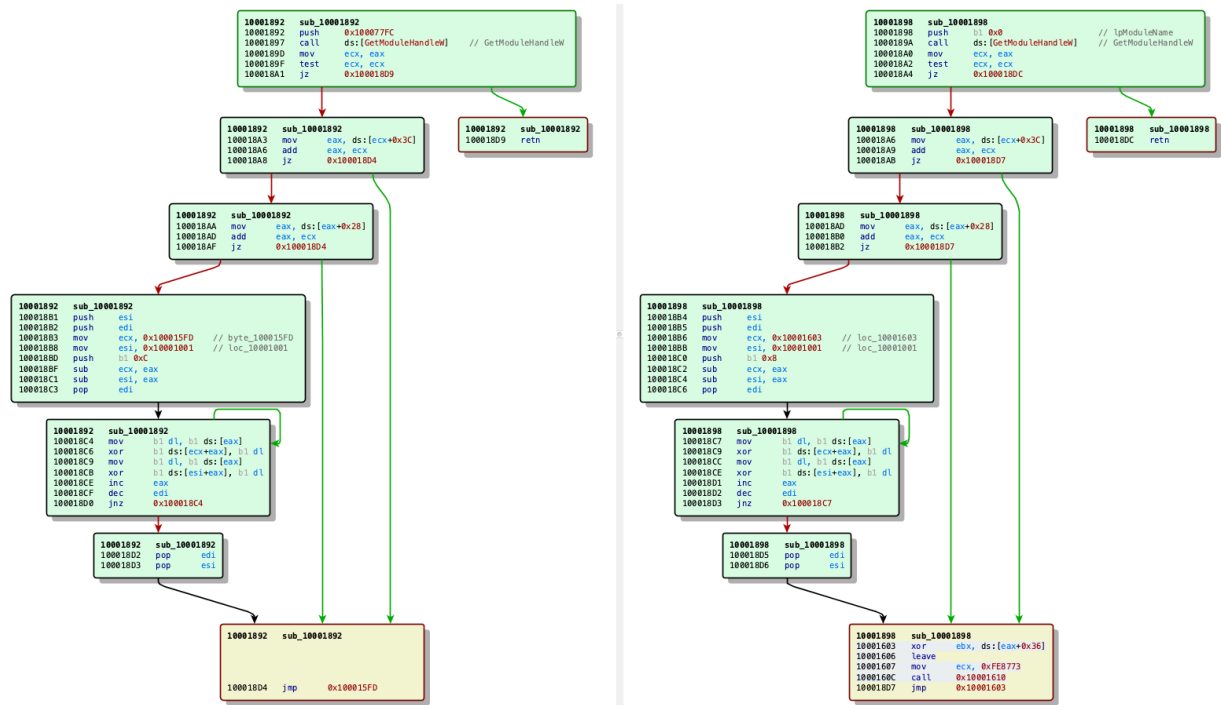 10001892 sub_10001892
10001892 push 0x100077FC
10001897 call ds:[GetModuleHandleW] // GetModuleHandleW
1000189D mov ecx, eax
1000189F test ecx, ecx
100018A1 jz 0x100018D9
10001892 sub_10001892
100018A3 mov eax, ds:[ecx+0x3C]
100018A6 add eax, ecx
100018A8 jz 0x100018D4
10001892 sub_10001892
100018D9 retn
10001892 sub_10001892
100018AA mov eax, ds:[eax+0x28]
100018AD add eax, ecx
100018AF jz 0x100018D4
10001892 sub_10001892
100018B1 push esi
100018B2 push edi
100018B3 mov ecx, 0x100015FD // byte_100015FD
100018B8 mov esi, 0x10001001 // loc_10001001
100018BD push b1 0xC
100018BF sub ecx, eax
100018C1 sub esi, eax
100018C3 pop edi
10001892 sub_10001892
100018C4 mov b1 dl, b1 ds:[eax]
100018C6 xor b1 ds:[ecx+eax], b1 dl
100018C9 mov b1 dl, b1 ds:[eax]
100018CB xor b1 ds:[esi+eax], b1 dl
100018CE inc eax
100018CF dec edi
100018D0 jnz 0x100018C4
10001892 sub_10001892
100018D2 pop edi
100018D3 pop esi
10001892 sub_10001892
100018D4 jmp 0x100015FD
10001898 sub_10001898
10001898 push b1 0x0 // lpModuleName
1000189A call ds:[GetModuleHandleW] // GetModuleHandleW
100018A0 mov ecx, eax
100018A2 test ecx, ecx
100018A4 jz 0x100018DC
10001898 sub_10001898
100018A6 mov eax, ds:[ecx+0x3C]
100018A9 add eax, ecx
100018AB jz 0x100018D7
10001898 sub_10001898
100018DC retn
10001898 sub_10001898
100018AD mov eax, ds:[eax+0x28]
100018B0 add eax, ecx
100018B2 jz 0x100018D7
10001898 sub_10001898
100018B4 push esi
100018B5 push edi
100018B6 mov ecx, 0x10001603 // loc_10001603
100018BB mov esi, 0x10001001 // loc_10001001
100018C0 push b1 0x8
100018C2 sub ecx, eax
100018C4 sub esi, eax
100018C6 pop edi
10001898 sub_10001898
100018C7 mov b1 dl, b1 ds:[eax]
100018C9 xor b1 ds:[ecx+eax], b1 dl
100018CC mov b1 dl, b1 ds:[eax]
100018CE xor b1 ds:[esi+eax], b1 dl
100018D1 inc eax
100018D2 dec edi
100018D3 jnz 0x100018C7
10001898 sub_10001898
100018D5 pop edi
100018D6 pop esi
10001898 sub_10001898
10001603 xor ebx, ds:[eax+0x36]
10001606 leave
10001607 mov ecx, 0xFE8773
1000160C call 0x10001610
100018D7 jmp 0x10001603